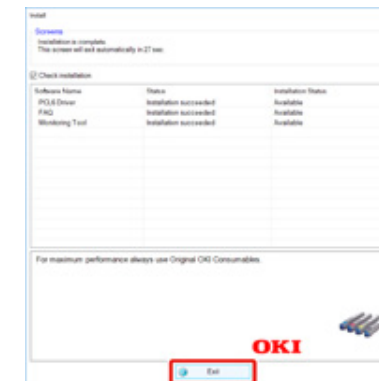 Install
Screens
Installation is complete.
This screen will exit automatically in 27 sec.
Check installation
Software Name Status Installation Status
PCL6 Driver Installation succeeded Available
FAQ Installation succeeded Available
Monitoring Tool Installation succeeded Available
For maximum performance always use Original OKI Consumables.
OKI
Exit